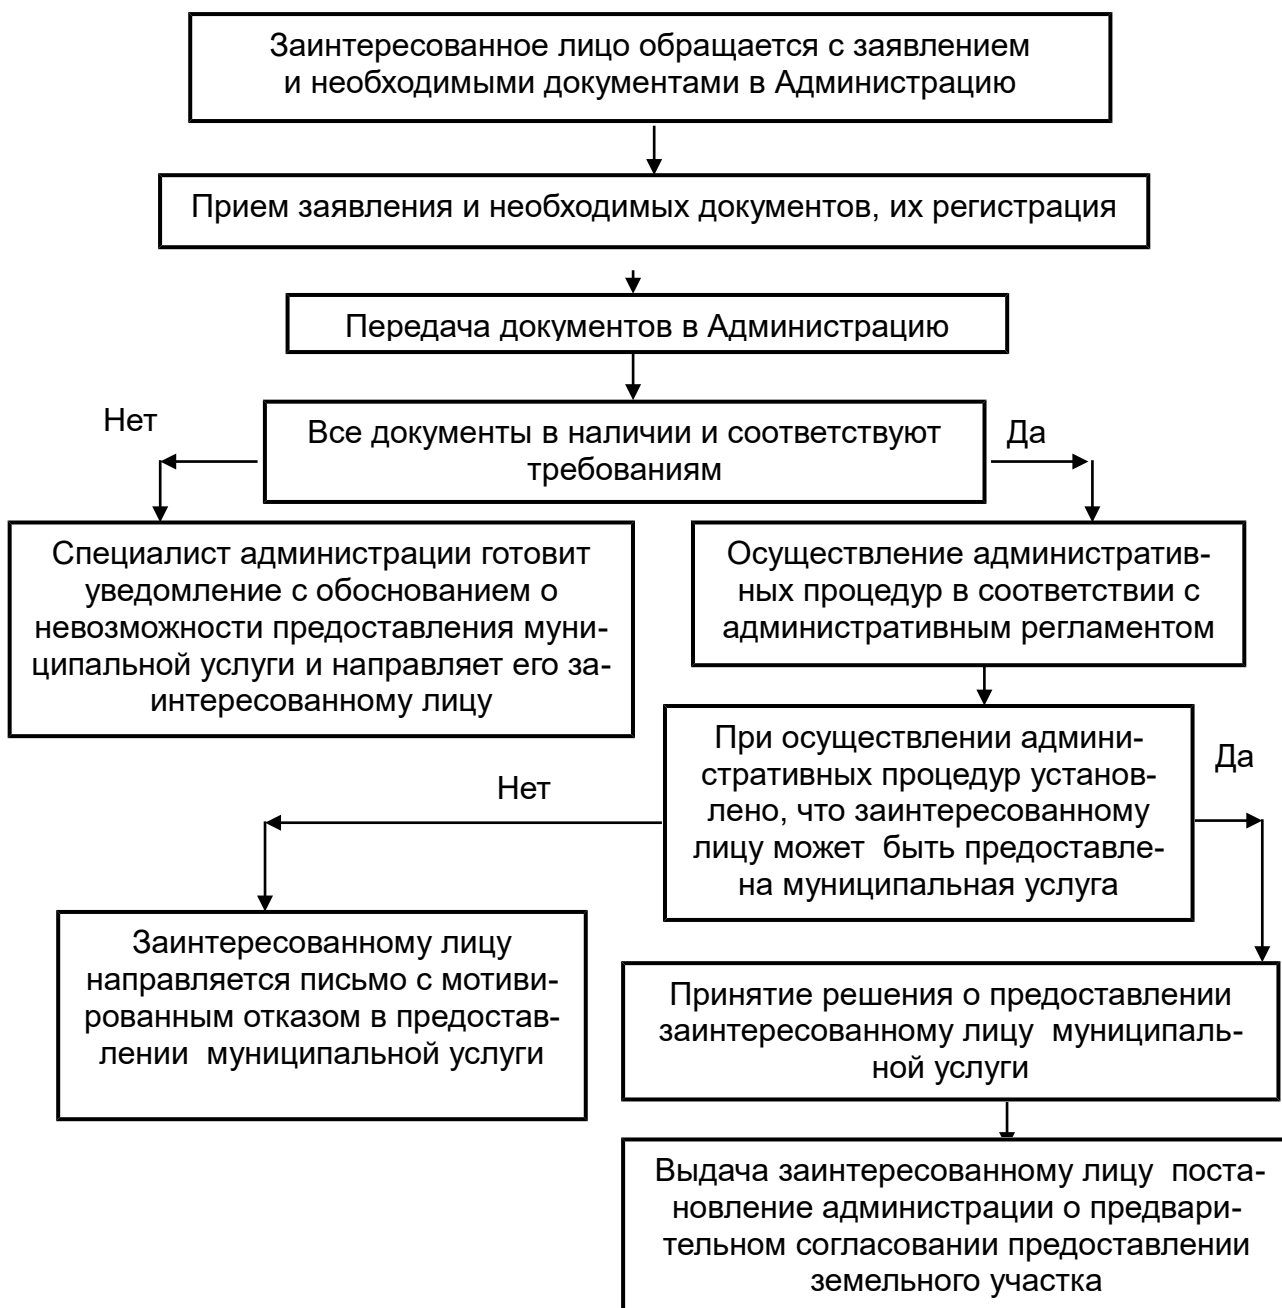 Заинтересованное лицо обращается с заявлением
и необходимыми документами в Администрацию
Прием заявления и необходимых документов, их регистрация
Передача документов в Администрацию
Нет
Все документы в наличии и соответствуют
требованиям
Да
Специалист администрации готовит
уведомление с обоснованием о
невозможности предоставления муни-
ципальной услуги и направляет его за-
интересованному лицу
Осуществление административ-
ных процедур в соответствии с
административным регламентом
При осуществлении админи-
стративных процедур установ-
лено, что заинтересованному
лицу может быть предоставле-
на муниципальная услуга
Да
Нет
Заинтересованному лицу
направляется письмо с мотиви-
рованным отказом в предостав-
лении муниципальной услуги
Принятие решения о предоставлении
заинтересованному лицу муниципаль-
ной услуги
Выдача заинтересованному лицу поста-
новление администрации о предвари-
тельном согласовании предоставлении
земельного участка